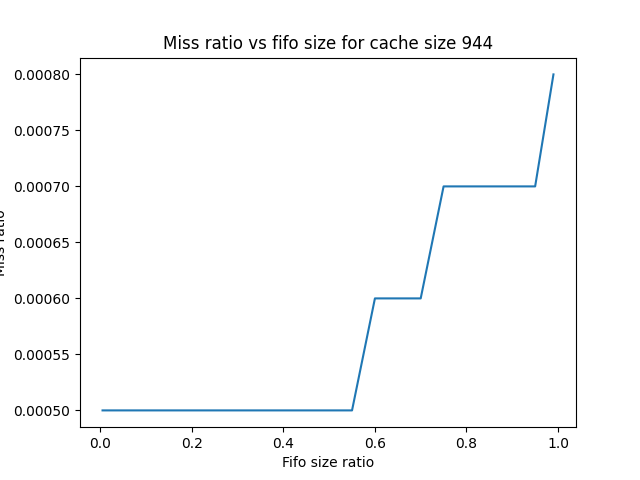 Miss ratio vs fifo size for cache size 944
0.00080
0.00075
0.00070
0.00065
0.00060
0.00055
0.00050
Miss ratio
0.0 0.2 0.4 0.6 0.8 1.0
Fifo size ratio